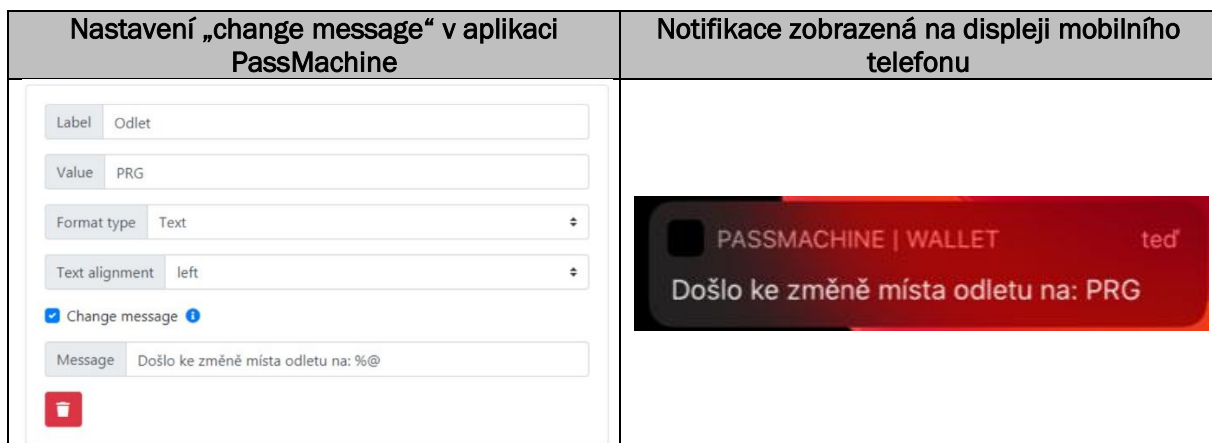 Nastavení „change message“ v aplikaci
PassMachine
Notifikace zobrazená na displeji mobilního
telefonu
Label Odlet
Value PRG
Format type Text
Text alignment left
Change message
Message Došlo ke změně místa odletu na: %@
PASSMACHINE | WALLET teď
Došlo ke změně místa odletu na: PRG